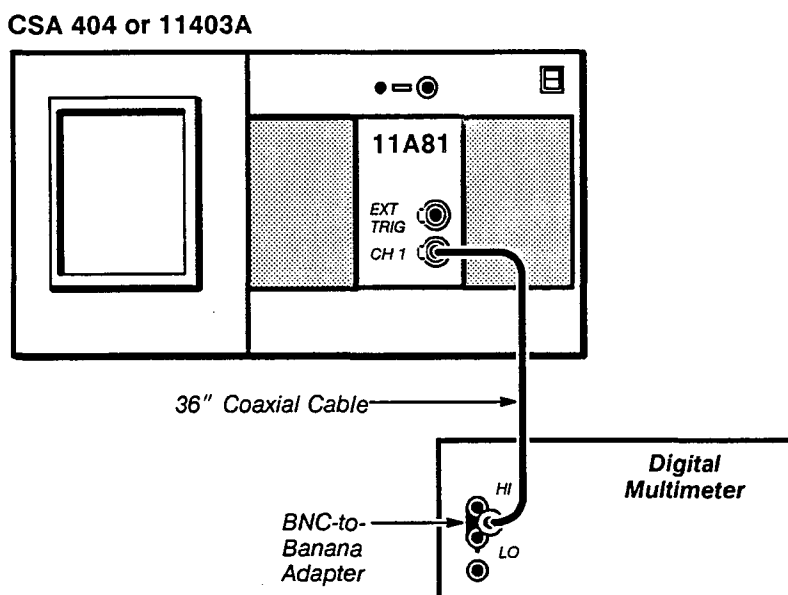 CSA 404 or 11403A
11A81
EXT
TRIG
CH 1
36" Coaxial Cable
Digital
Multimeter
HI
BNC-to-
Banana
Adapter
LO